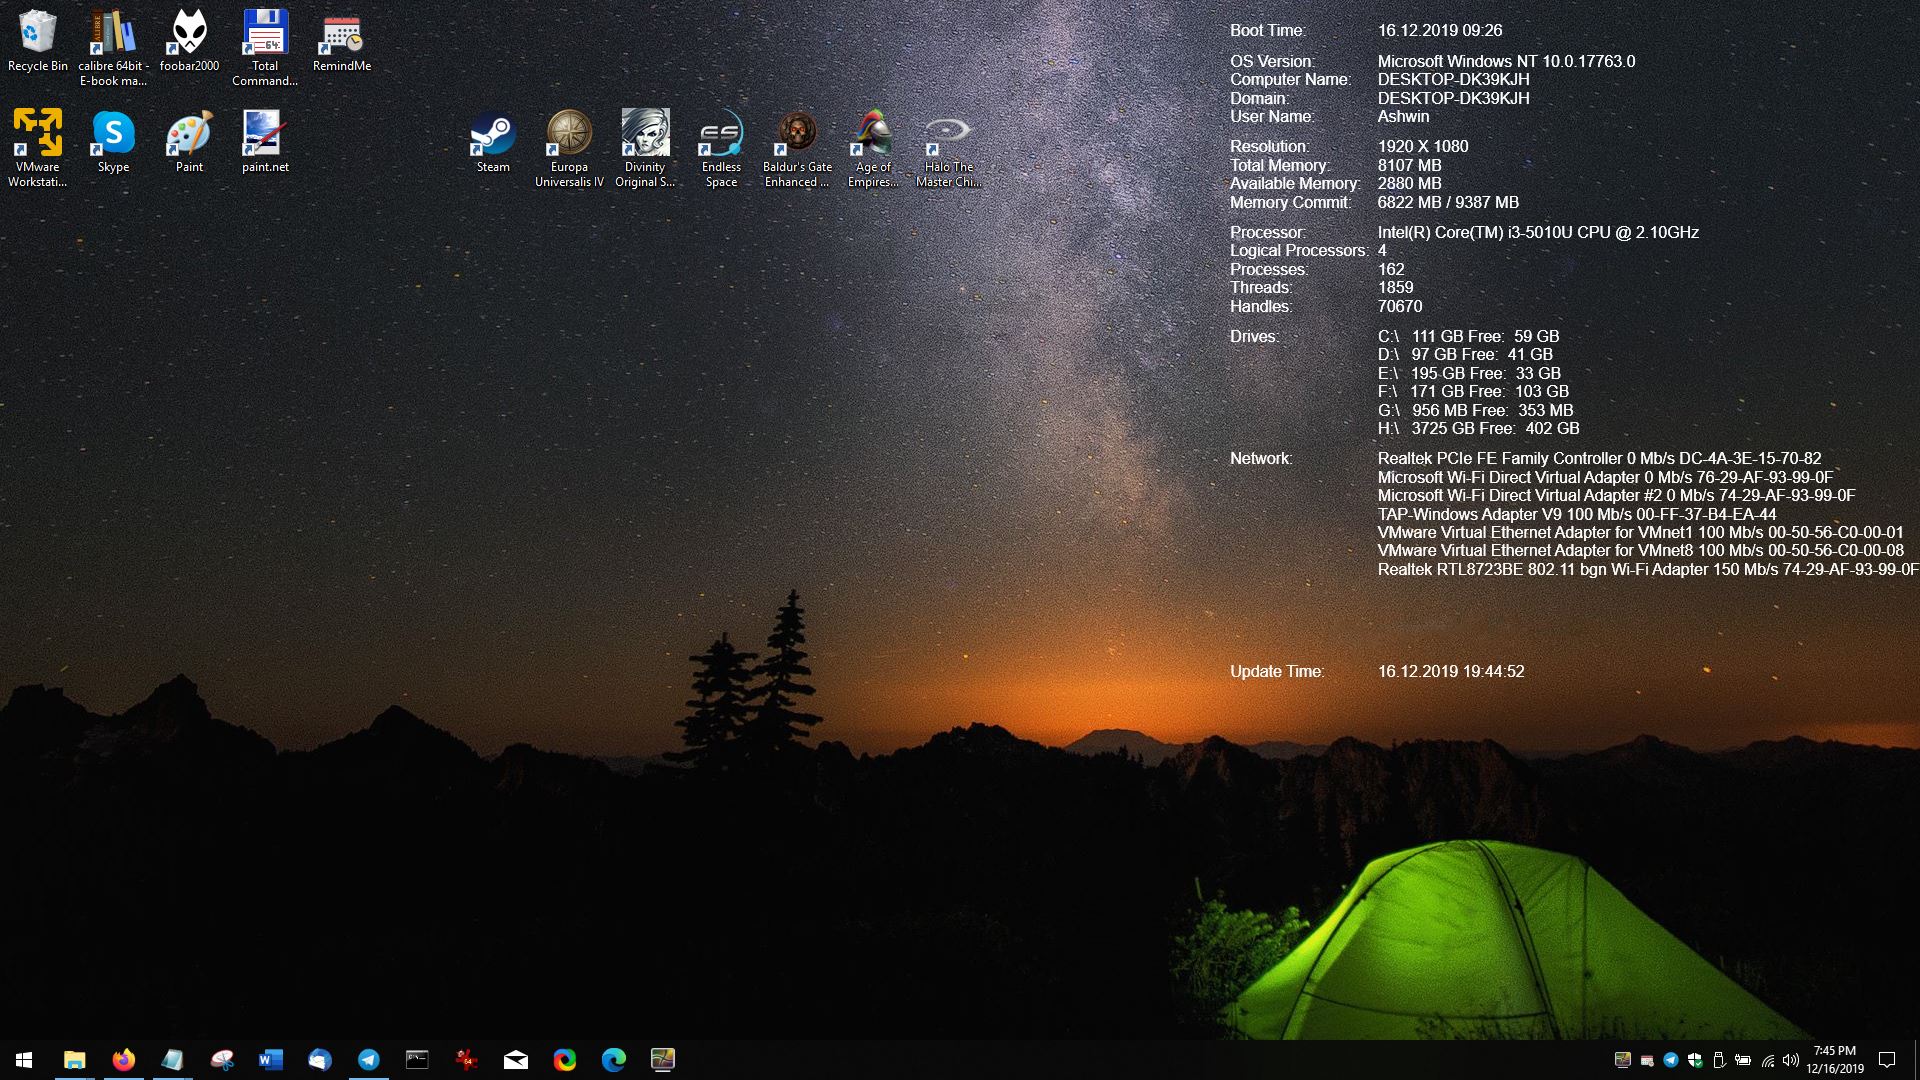 Recycle Bin
calibre 64bit -
E-book ma...
foobar2000
Total
Command...
RemindMe
VMware
Workstati...
Skype
Paint
paint.net
Steam
Europa
Universalis IV
Divinity
Original S...
Endless
Space
Baldur's Gate
Enhanced ...
Age of
Empires...
Halo The
Master Chi...
Boot Time: 16.12.2019 09:26
OS Version: Microsoft Windows NT 10.0.17763.0
Computer Name: DESKTOP-DK39KJH
Domain: DESKTOP-DK39KJH
User Name: Ashwin
Resolution: 1920 X 1080
Total Memory: 8107 MB
Available Memory: 2880 MB
Memory Commit: 6822 MB / 9387 MB
Processor: Intel(R) Core(TM) i3-5010U CPU @ 2.10GHz
Logical Processors: 4
Processes: 162
Threads: 1859
Handles: 70670
Drives: C:\ 111 GB Free: 59 GB
D:\ 97 GB Free: 41 GB
E:\ 195 GB Free: 33 GB
F:\ 171 GB Free: 103 GB
G:\ 956 MB Free: 353 MB
H:\ 3725 GB Free: 402 GB
Network: Realtek PCIe FE Family Controller 0 Mb/s DC-4A-3E-15-70-82
Microsoft Wi-Fi Direct Virtual Adapter 0 Mb/s 76-29-AF-93-99-0F
Microsoft Wi-Fi Direct Virtual Adapter #2 0 Mb/s 74-29-AF-93-99-0F
TAP-Windows Adapter V9 100 Mb/s 00-FF-37-B4-EA-44
VMware Virtual Ethernet Adapter for VMnet1 100 Mb/s 00-50-56-C0-00-01
VMware Virtual Ethernet Adapter for VMnet8 100 Mb/s 00-50-56-C0-00-08
Realtek RTL8723BE 802.11 bgn Wi-Fi Adapter 150 Mb/s 74-29-AF-93-99-0F
Update Time: 16.12.2019 19:44:52
7:45 PM
12/16/2019